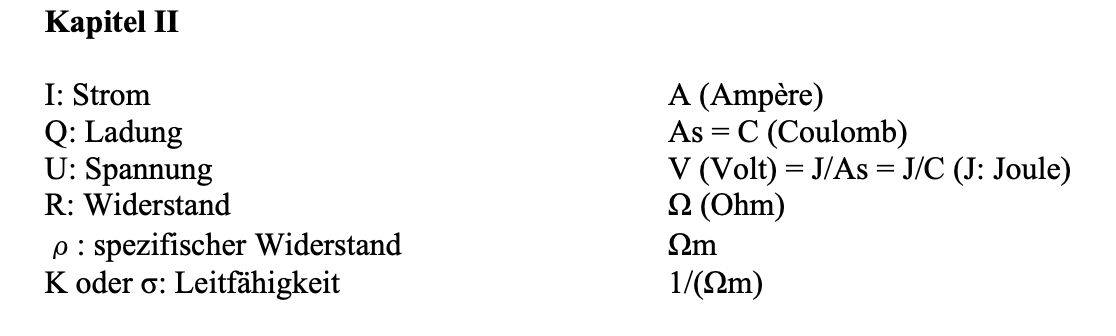 Kapitel II
I: Strom A (Ampère)
Q: Ladung As = C (Coulomb)
U: Spannung V (Volt) = J/As = J/C (J: Joule)
R: Widerstand Ω (Ohm)
ρ : spezifischer Widerstand Ωm
K oder σ: Leitfähigkeit 1/(Ωm)